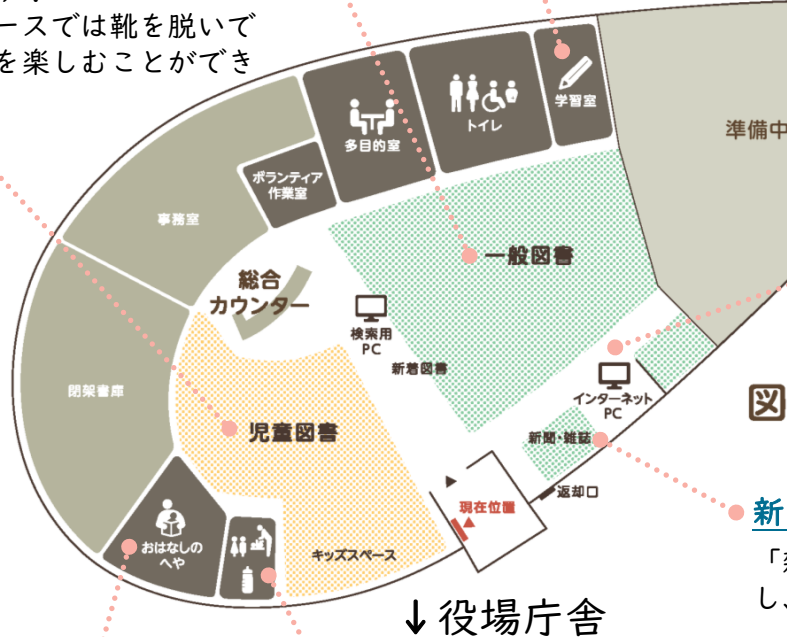 ースでは靴を脱いで
を楽しむことができ
学習室
トイレ
多目的室
準備中
ボランティア
作業室
事務室
一般図書
総合
カウンター
検索用
PC
新着図書
閉架書庫
インターネット
PC
図
児童図書
新聞・雑誌
返却口
現在位置
新
おはなしの
へや
キッズスペース
し、
↓役場庁舎